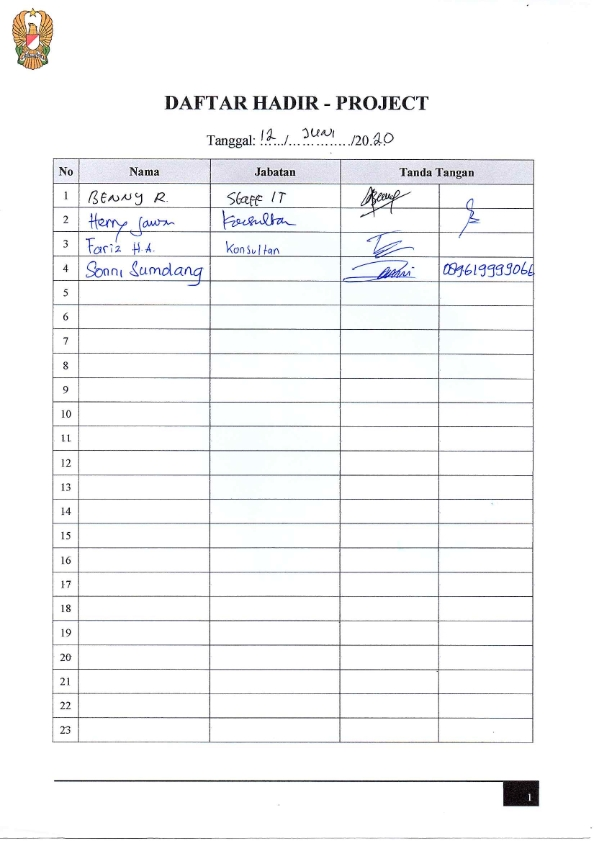 DAFTAR HADIR - PROJECT
Tanggal: 12 / Juni /2020
No Nama Jabatan Tanda Tangan
1 BENNY R. Staff IT
2 Herry Konsultan
3 Fariz H.A. Konsultan
4 Sonni Sumdang 089619999066
5
6
7
8
9
10
11
12
13
14
15
16
17
18
19
20
21
22
23
1